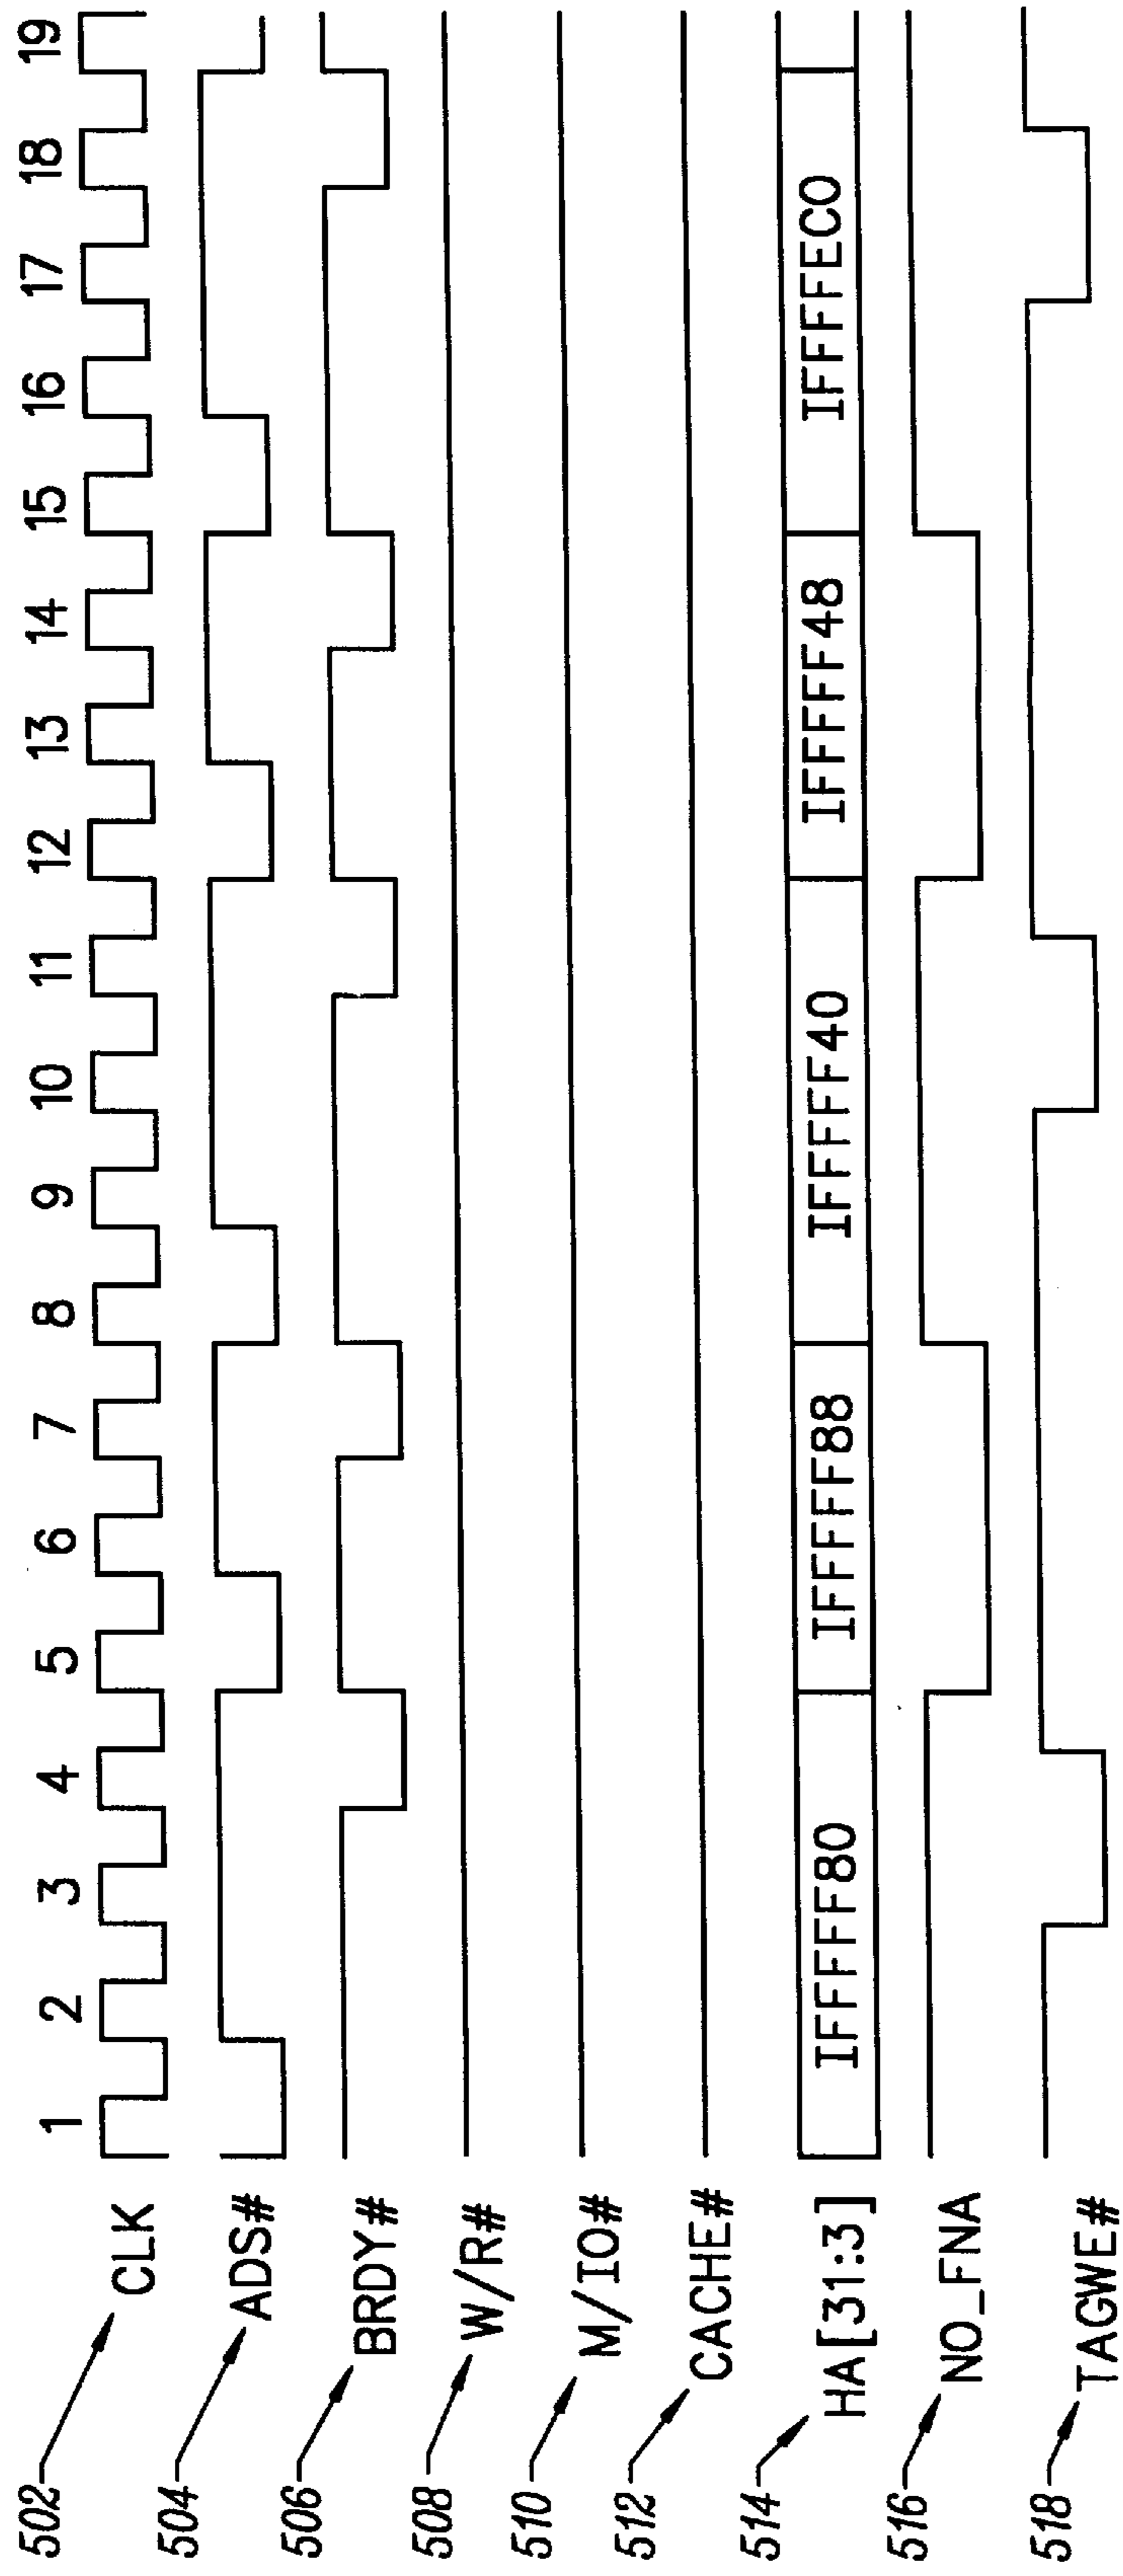 1 2 3 4 5 6 7 8 9 10 11 12 13 14 15 16 17 18 19
502 CLK
504 ADS#
506 BRDY#
508 W/R#
510 M/IO#
512 CACHE#
514 HA[31:3] IFFFFF80 IFFFFF88 IFFFFF40 IFFFFF48 IFFFFEC0
516 NO_FNA
518 TAGWE#